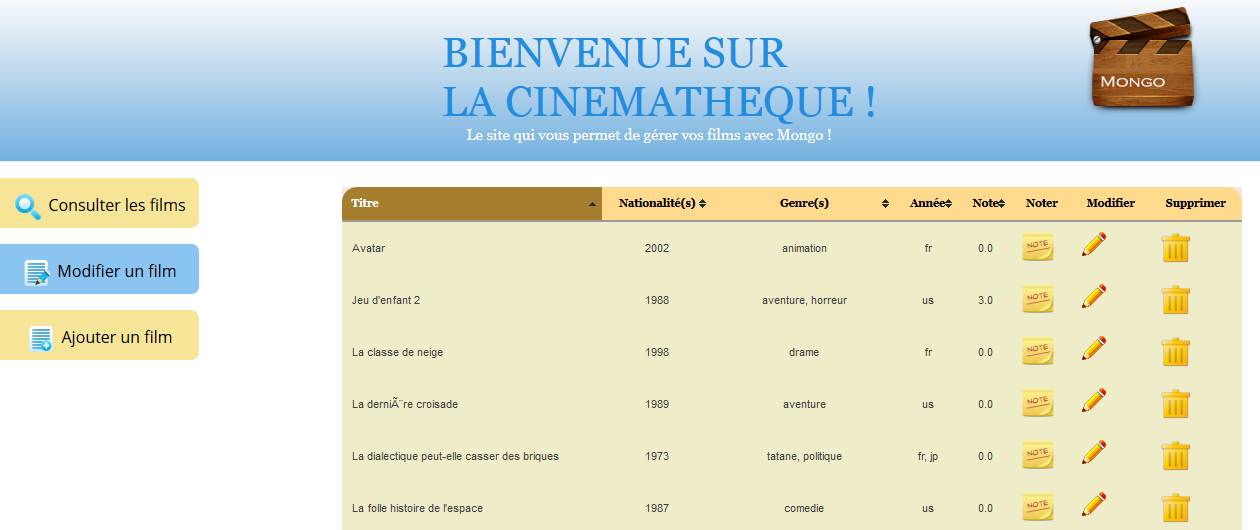 BIENVENUE SUR
LA CINEMATHEQUE !
Le site qui vous permet de gérer vos films avec Mongo !
Mongo
Consulter les films
Modifier un film
Ajouter un film
Titre Nationalité(s) Genre(s) Année Note Noter Modifier Supprimer
Avatar 2002 animation fr 0.0 NOTE
Jeu d'enfant 2 1988 aventure, horreur us 3.0 NOTE
La classe de neige 1998 drame fr 0.0 NOTE
La derniÃ¨re croisade 1989 aventure us 0.0 NOTE
La dialectique peut-elle casser des briques 1973 tatane, politique fr, jp 0.0 NOTE
La folle histoire de l'espace 1987 comedie us 0.0 NOTE